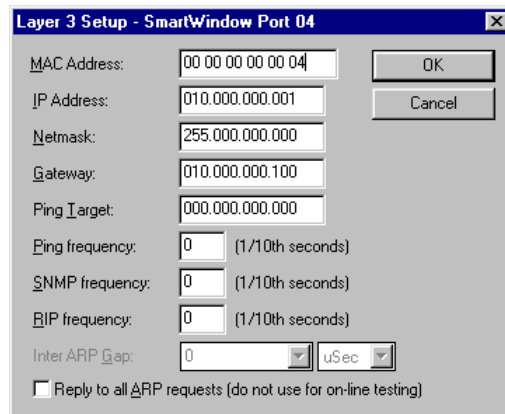 Layer 3 Setup - SmartWindow Port 04
MAC Address: 00 00 00 00 00 04 OK
IP Address: 010.000.000.001 Cancel
Netmask: 255.000.000.000
Gateway: 010.000.000.100
Ping Target: 000.000.000.000
Ping frequency: 0 (1/10th seconds)
SNMP frequency: 0 (1/10th seconds)
RIP frequency: 0 (1/10th seconds)
Inter ARP Gap: 0 uSec
Reply to all ARP requests (do not use for on-line testing)